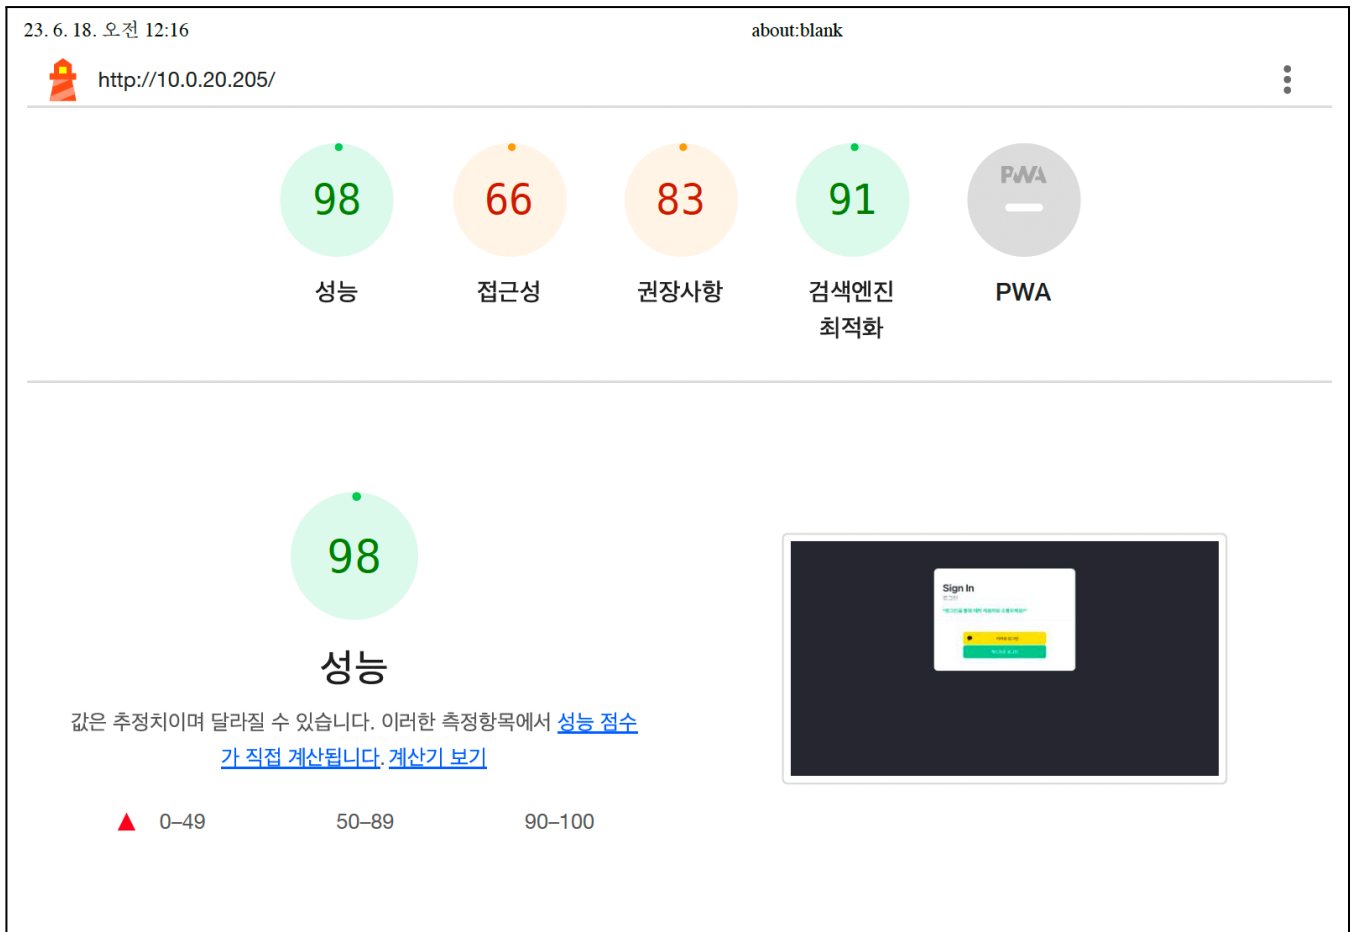 23. 6. 18. 오전 12:16
about:blank
http://10.0.20.205/
98
66
83
91
PWA
성능
접근성
권장사항
검색엔진
최적화
PWA
98
성능
값은 추정치이며 달라질 수 있습니다. 이러한 측정항목에서 성능 점수
가 직접 계산됩니다. 계산기 보기
0–49
50–89
90–100
Sign In
로그인